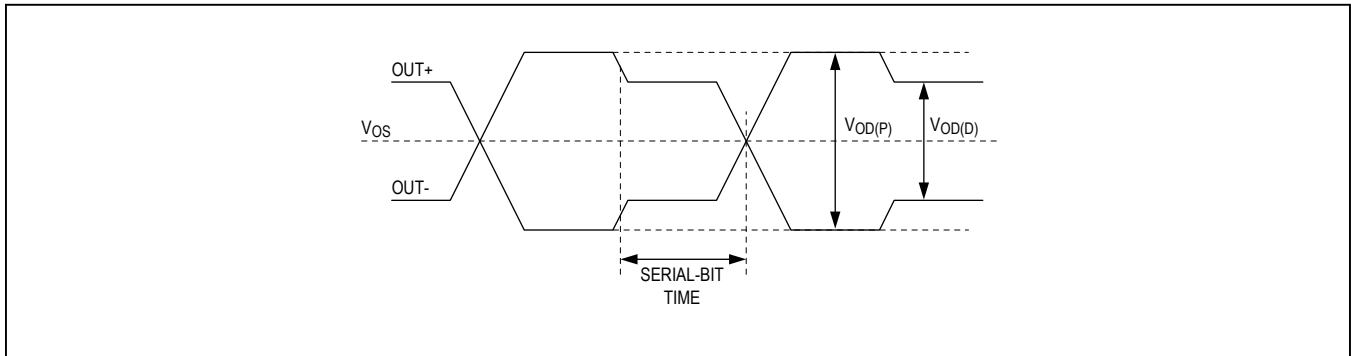 OUT+
VOS
VOD(P)
VOD(D)
OUT-
SERIAL-BIT
TIME